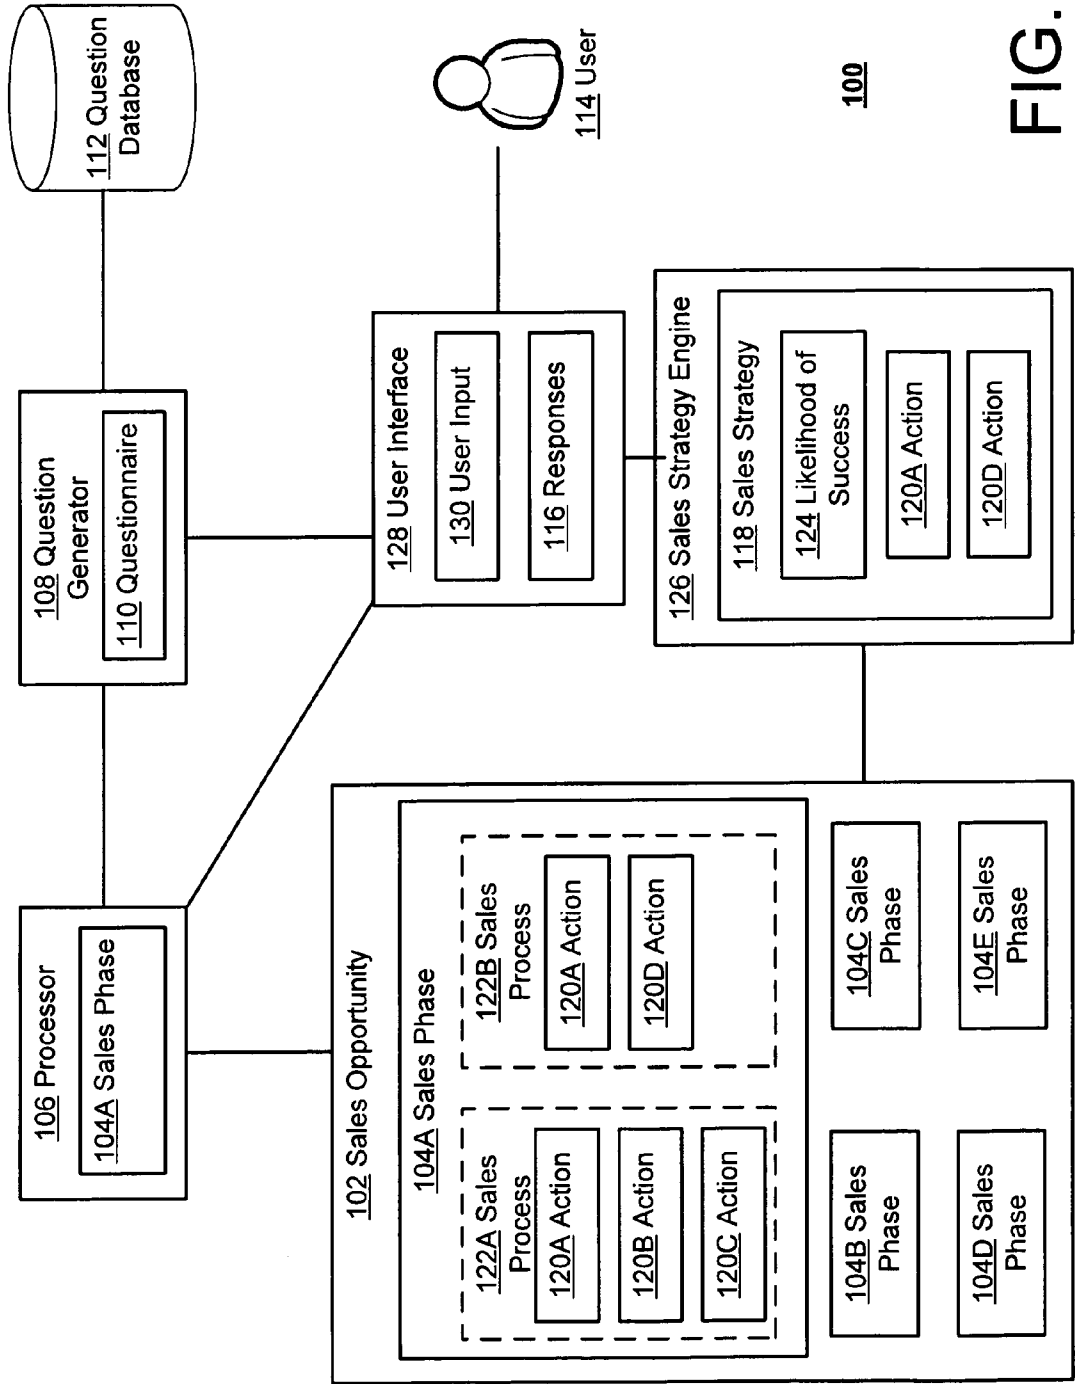 106 Processor
104A Sales Phase
108 Question
Generator
110 Questionnaire
112 Question
Database
102 Sales Opportunity
104A Sales Phase
122A Sales
Process
120A Action
120B Action
120C Action
122B Sales
Process
120A Action
120D Action
104B Sales
Phase
104C Sales
Phase
104D Sales
Phase
104E Sales
Phase
128 User Interface
130 User Input
116 Responses
114 User
126 Sales Strategy Engine
118 Sales Strategy
124 Likelihood of
Success
120A Action
120D Action
100
FIG.